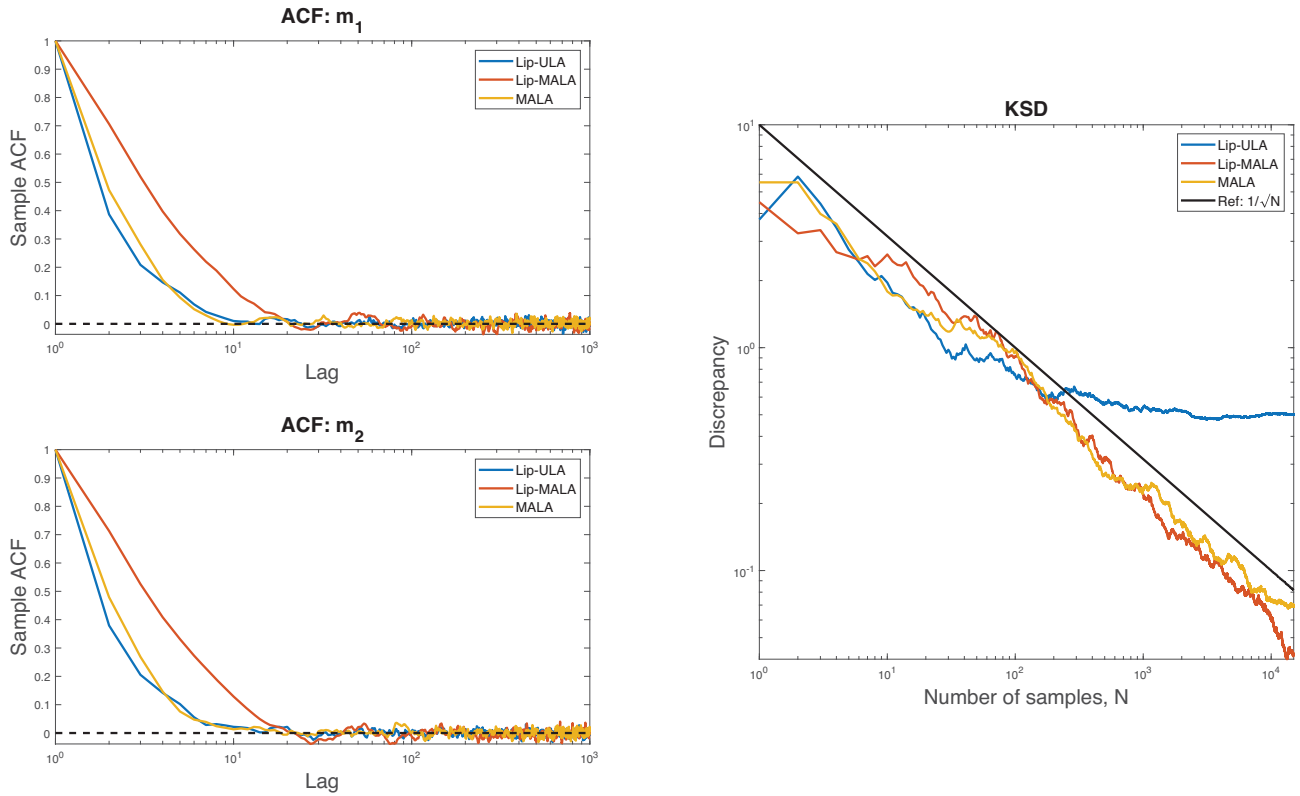 ACF: m1
1
0.9
0.8
0.7
0.6
0.5
0.4
0.3
0.2
0.1
0
Sample ACF
Lip-ULA
Lip-MALA
MALA
10^0
10^1
10^2
10^3
Lag
ACF: m2
1
0.9
0.8
0.7
0.6
0.5
0.4
0.3
0.2
0.1
0
Sample ACF
Lip-ULA
Lip-MALA
MALA
10^0
10^1
10^2
10^3
Lag
KSD
10^1
10^0
10^-1
Discrepancy
Lip-ULA
Lip-MALA
MALA
Ref: 1/√N
10^0
10^1
10^2
10^3
10^4
Number of samples, N